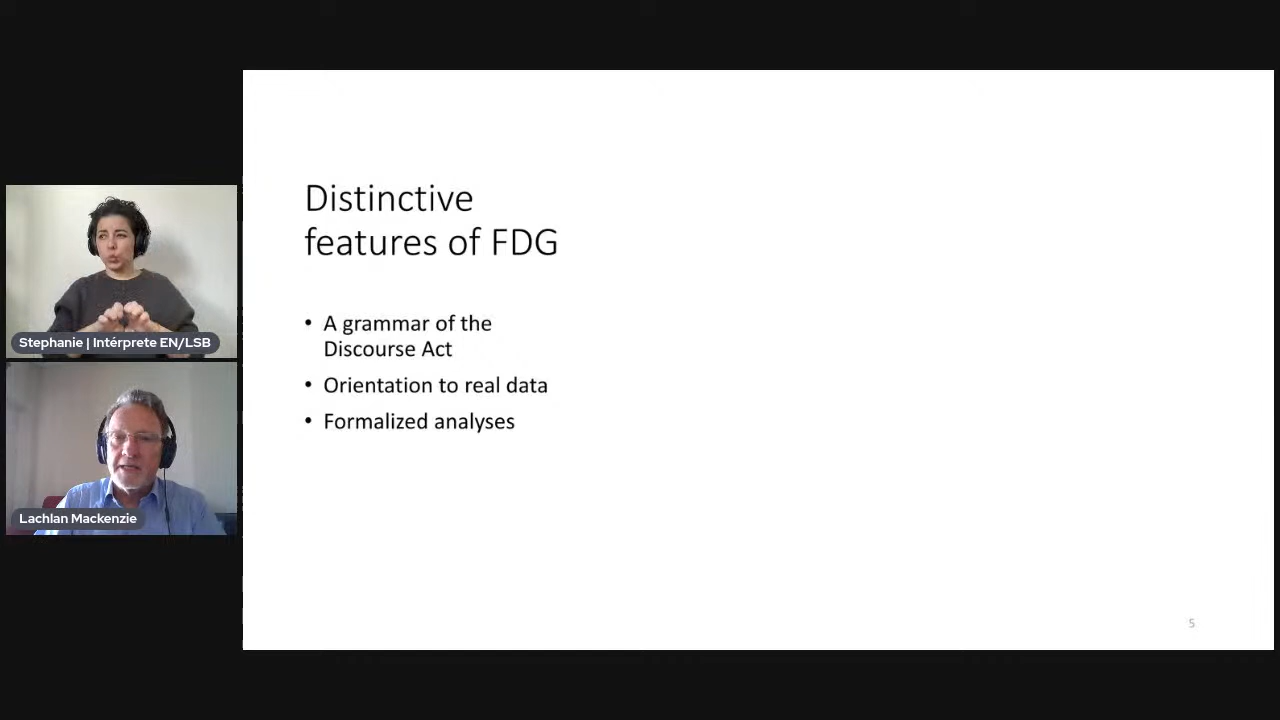 Distinctive
features of FDG
• A grammar of the
Discourse Act
• Orientation to real data
• Formalized analyses
5
Stephanie | Intérprete EN/LSB
Lachlan Mackenzie